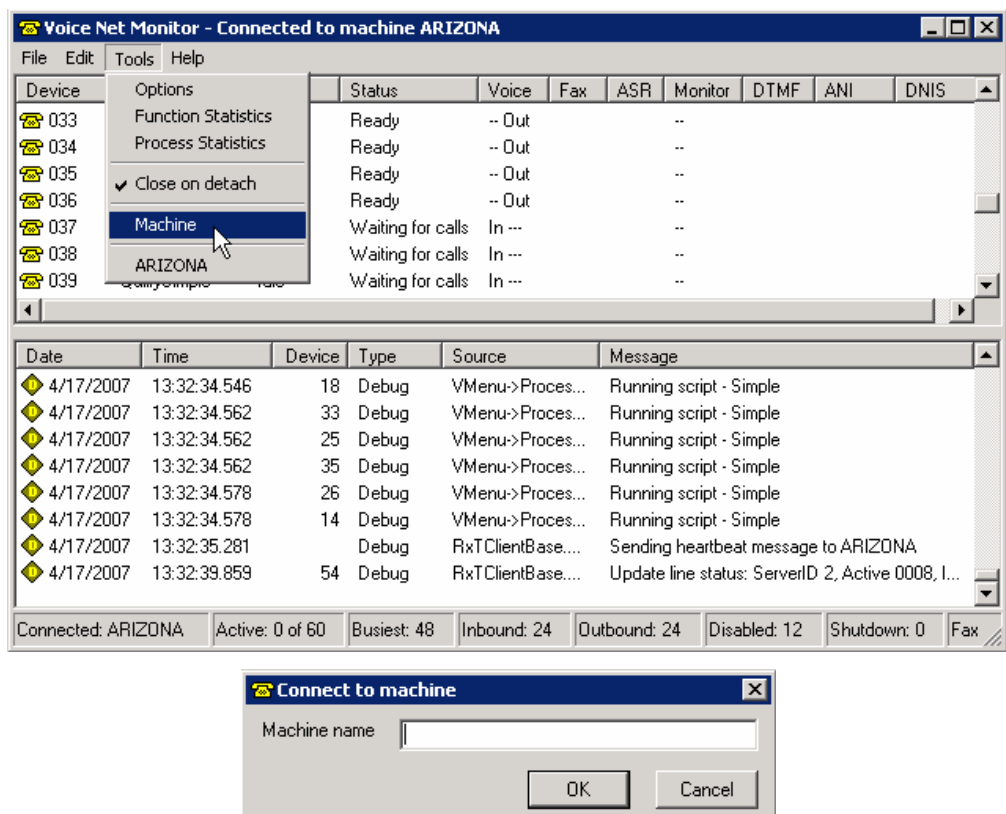 Voice Net Monitor - Connected to machine ARIZONA
File Edit Tools Help
Options
Function Statistics
Process Statistics
Close on detach
Machine
ARIZONA
Device Status Voice Fax ASR Monitor DTMF ANI DNIS
033 Ready -- Out --
034 Ready -- Out --
035 Ready -- Out --
036 Ready -- Out --
037 Waiting for calls In --- --
038 Waiting for calls In --- --
039 Waiting for calls In --- --
Date Time Device Type Source Message
4/17/2007 13:32:34.546 18 Debug VMenu->Proces... Running script - Simple
4/17/2007 13:32:34.562 33 Debug VMenu->Proces... Running script - Simple
4/17/2007 13:32:34.562 25 Debug VMenu->Proces... Running script - Simple
4/17/2007 13:32:34.562 35 Debug VMenu->Proces... Running script - Simple
4/17/2007 13:32:34.578 26 Debug VMenu->Proces... Running script - Simple
4/17/2007 13:32:34.578 14 Debug VMenu->Proces... Running script - Simple
4/17/2007 13:32:35.281 Debug RxTClientBase.... Sending heartbeat message to ARIZONA
4/17/2007 13:32:39.859 54 Debug RxTClientBase.... Update line status: ServerID 2, Active 0008, I...
Connected: ARIZONA Active: 0 of 60 Busiest: 48 Inbound: 24 Outbound: 24 Disabled: 12 Shutdown: 0 Fax
Connect to machine
Machine name
OK Cancel